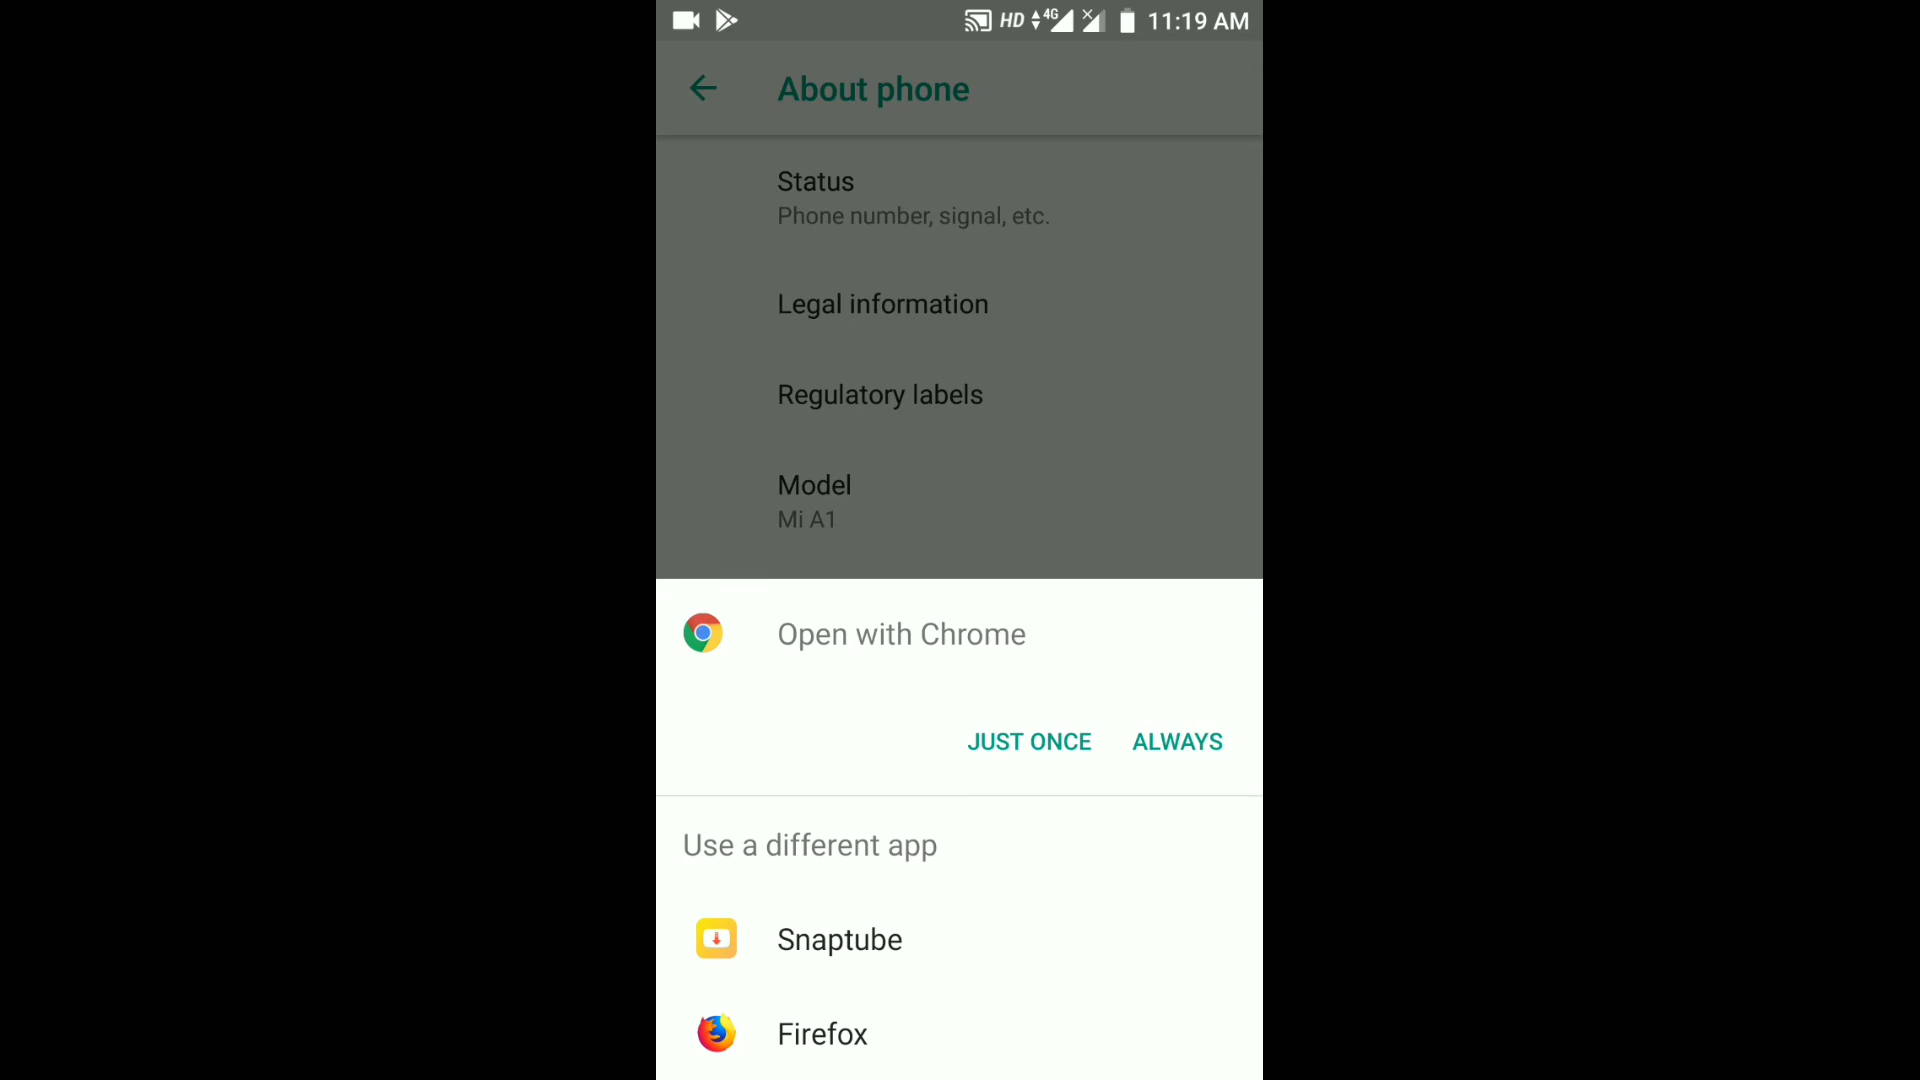 HD 4G 11:19 AM
About phone
Status
Phone number, signal, etc.
Legal information
Regulatory labels
Model
Mi A1
Open with Chrome
JUST ONCE ALWAYS
Use a different app
Snaptube
Firefox